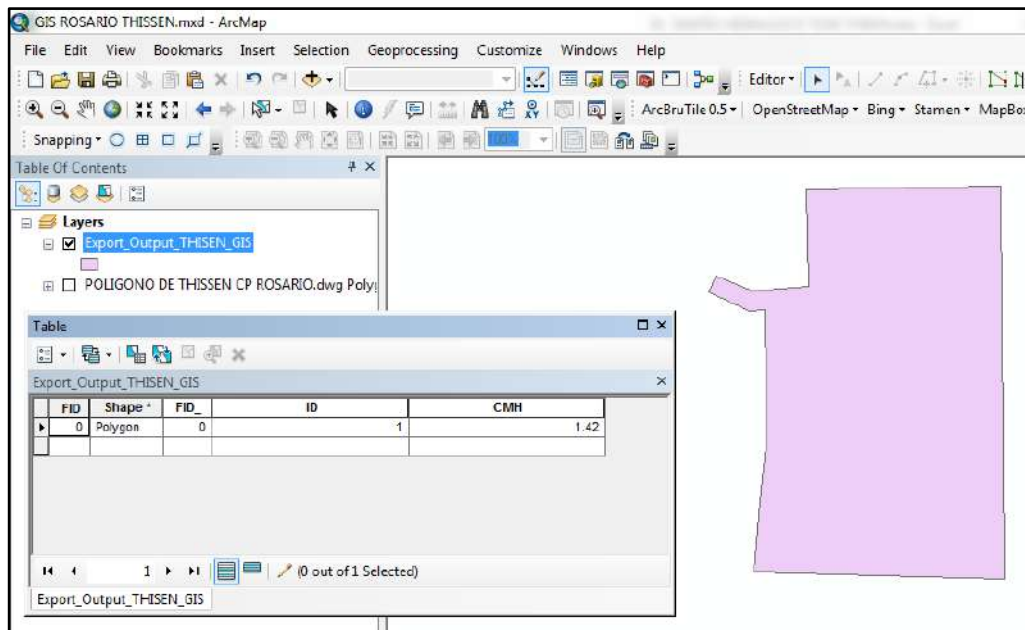 GIS ROSARIO THISSEN.mxd - ArcMap
File Edit View Bookmarks Insert Selection Geoprocessing Customize Windows Help
Editor
ArcBruTile 0.5 OpenStreetMap Bing Stamen MapBo
Snapping 100%
Table Of Contents
Layers
Export_Output_THISEN_GIS
POLIGONO DE THISSEN CP ROSARIO.dwg Poly
Table
Export_Output_THISEN_GIS
FID Shape * FID_ ID CMH
0 Polygon 0 1 1.42
1 (0 out of 1 Selected)
Export_Output_THISEN_GIS